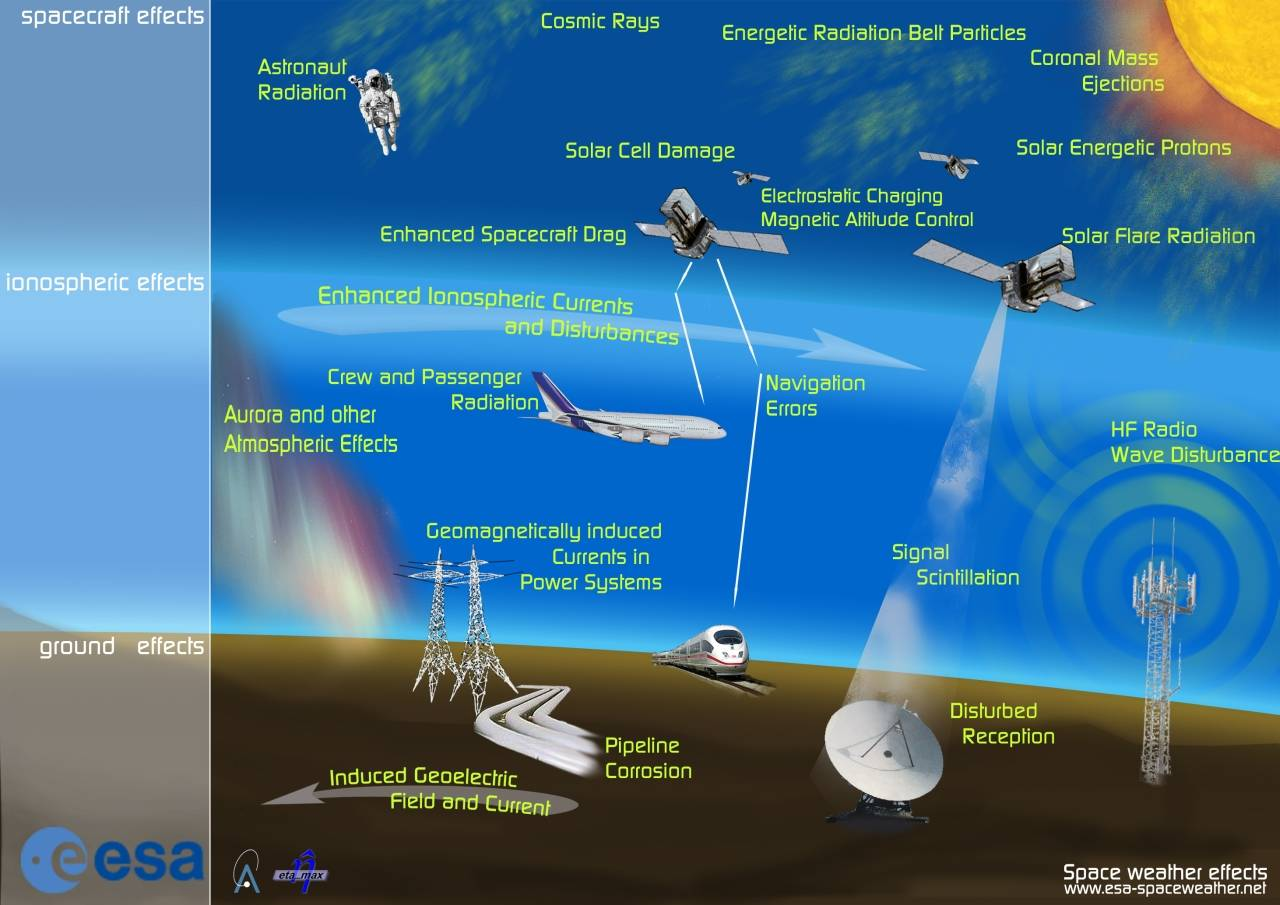 spacecraft effects
Cosmic Rays
Energetic Radiation Belt Particles
Coronal Mass
Ejections
Astronaut
Radiation
Solar Cell Damage
Solar Energetic Protons
Electrostatic Charging
Magnetic Attitude Control
Enhanced Spacecraft Drag
Solar Flare Radiation
ionospheric effects
Enhanced Ionospheric Currents
and Disturbances
Crew and Passenger
Radiation
Navigation
Errors
Aurora and other
Atmospheric Effects
HF Radio
Wave Disturbance
Geomagnetically induced
Currents in
Power Systems
Signal
Scintillation
ground effects
Disturbed
Reception
Pipeline
Corrosion
Induced Geoelectric
Field and Current
esa
eta_max
Space weather effects
www.esa-spaceweather.net